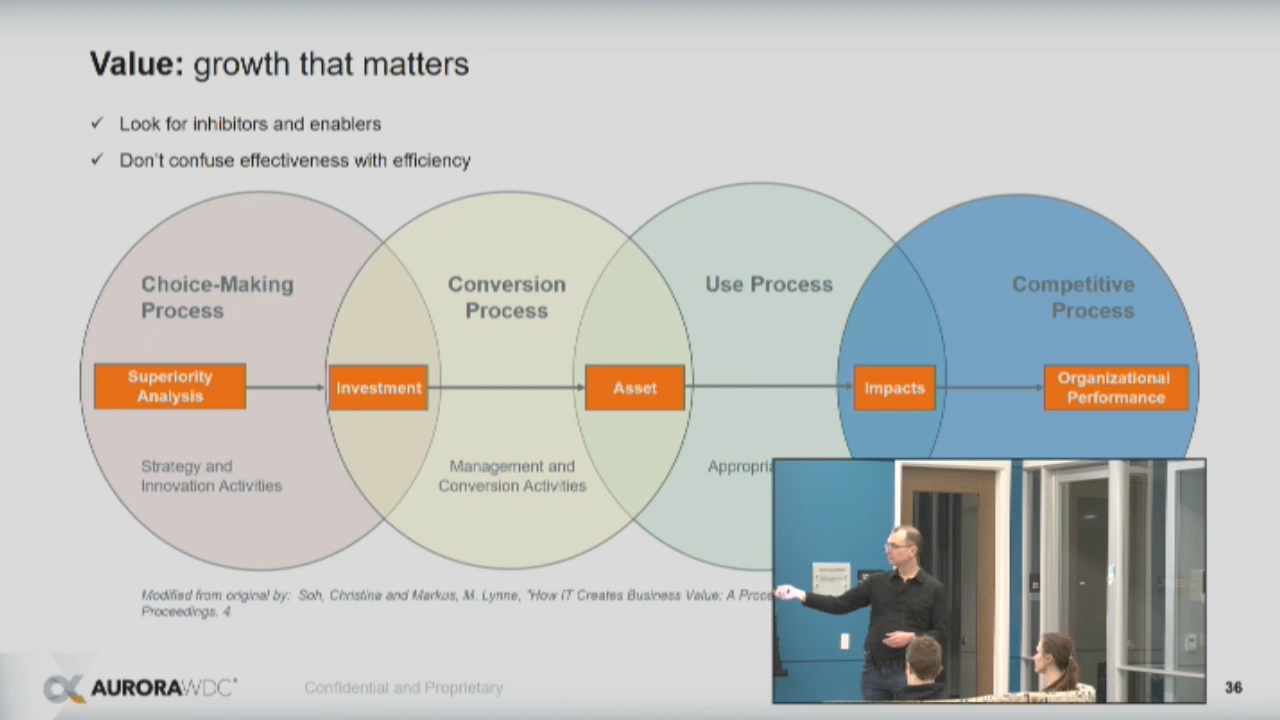 Value: growth that matters
✓ Look for inhibitors and enablers
✓ Don't confuse effectiveness with efficiency
Choice-Making
Process
Conversion
Process
Use Process
Competitive
Process
Superiority
Analysis
Investment
Asset
Impacts
Organizational
Performance
Strategy and
Innovation Activities
Management and
Conversion Activities
Modified from original by: Soh, Christina and Markus, M. Lynne, "How IT Creates Business Value: A
Proceedings. 4.
AURORAWDC
Confidential and Proprietary
36